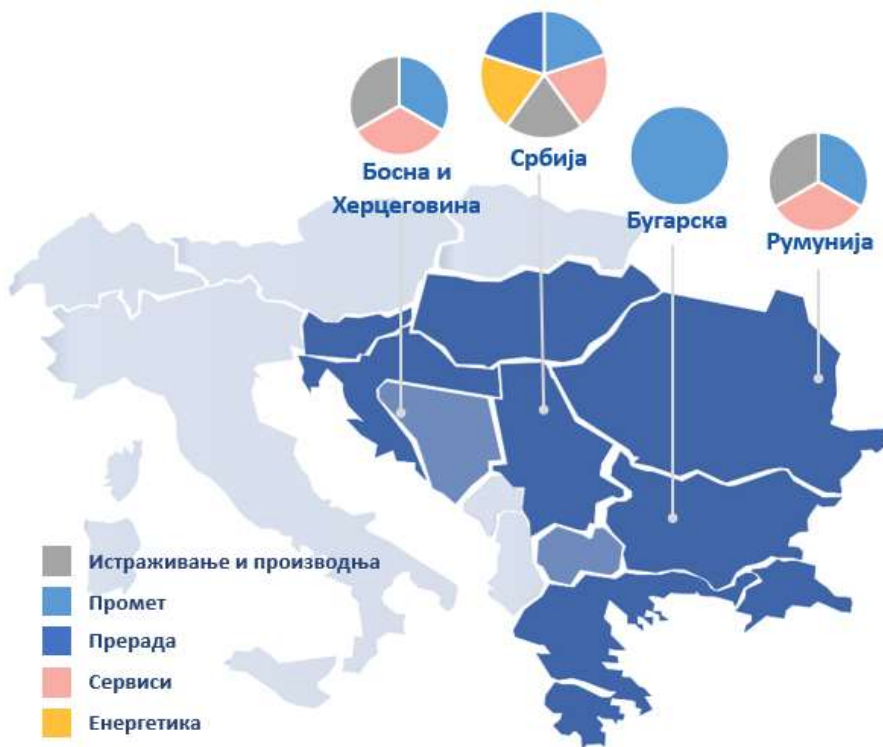 Босна и
Херцеговина
Србија
Бугарска
Румунија
Истраживање и производња
Промет
Прерада
Сервиси
Енергетика